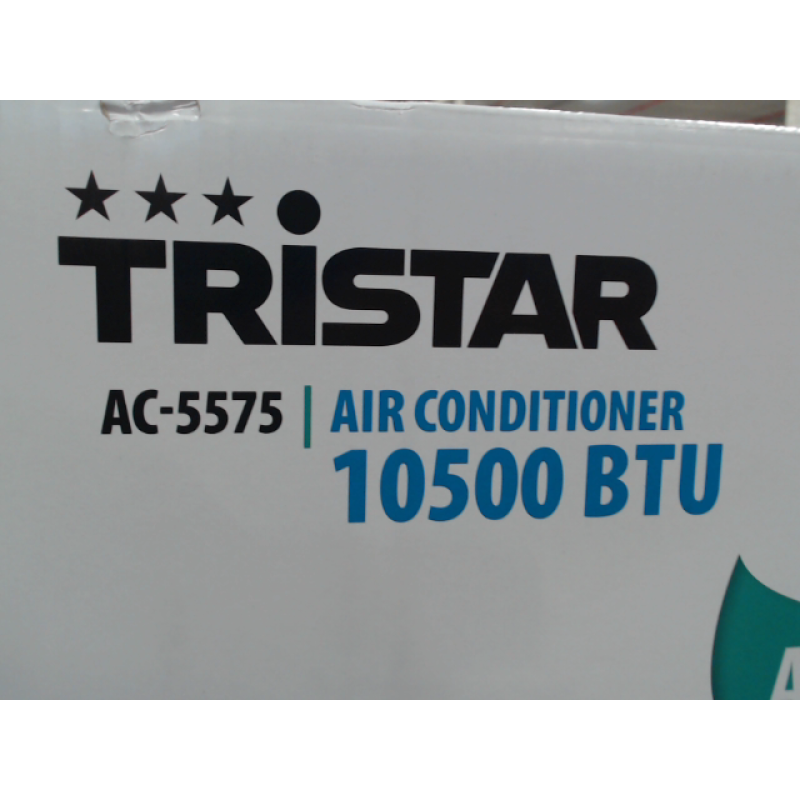 TRiSTAR
AC-5575 | AIR CONDITIONER
10500 BTU
A